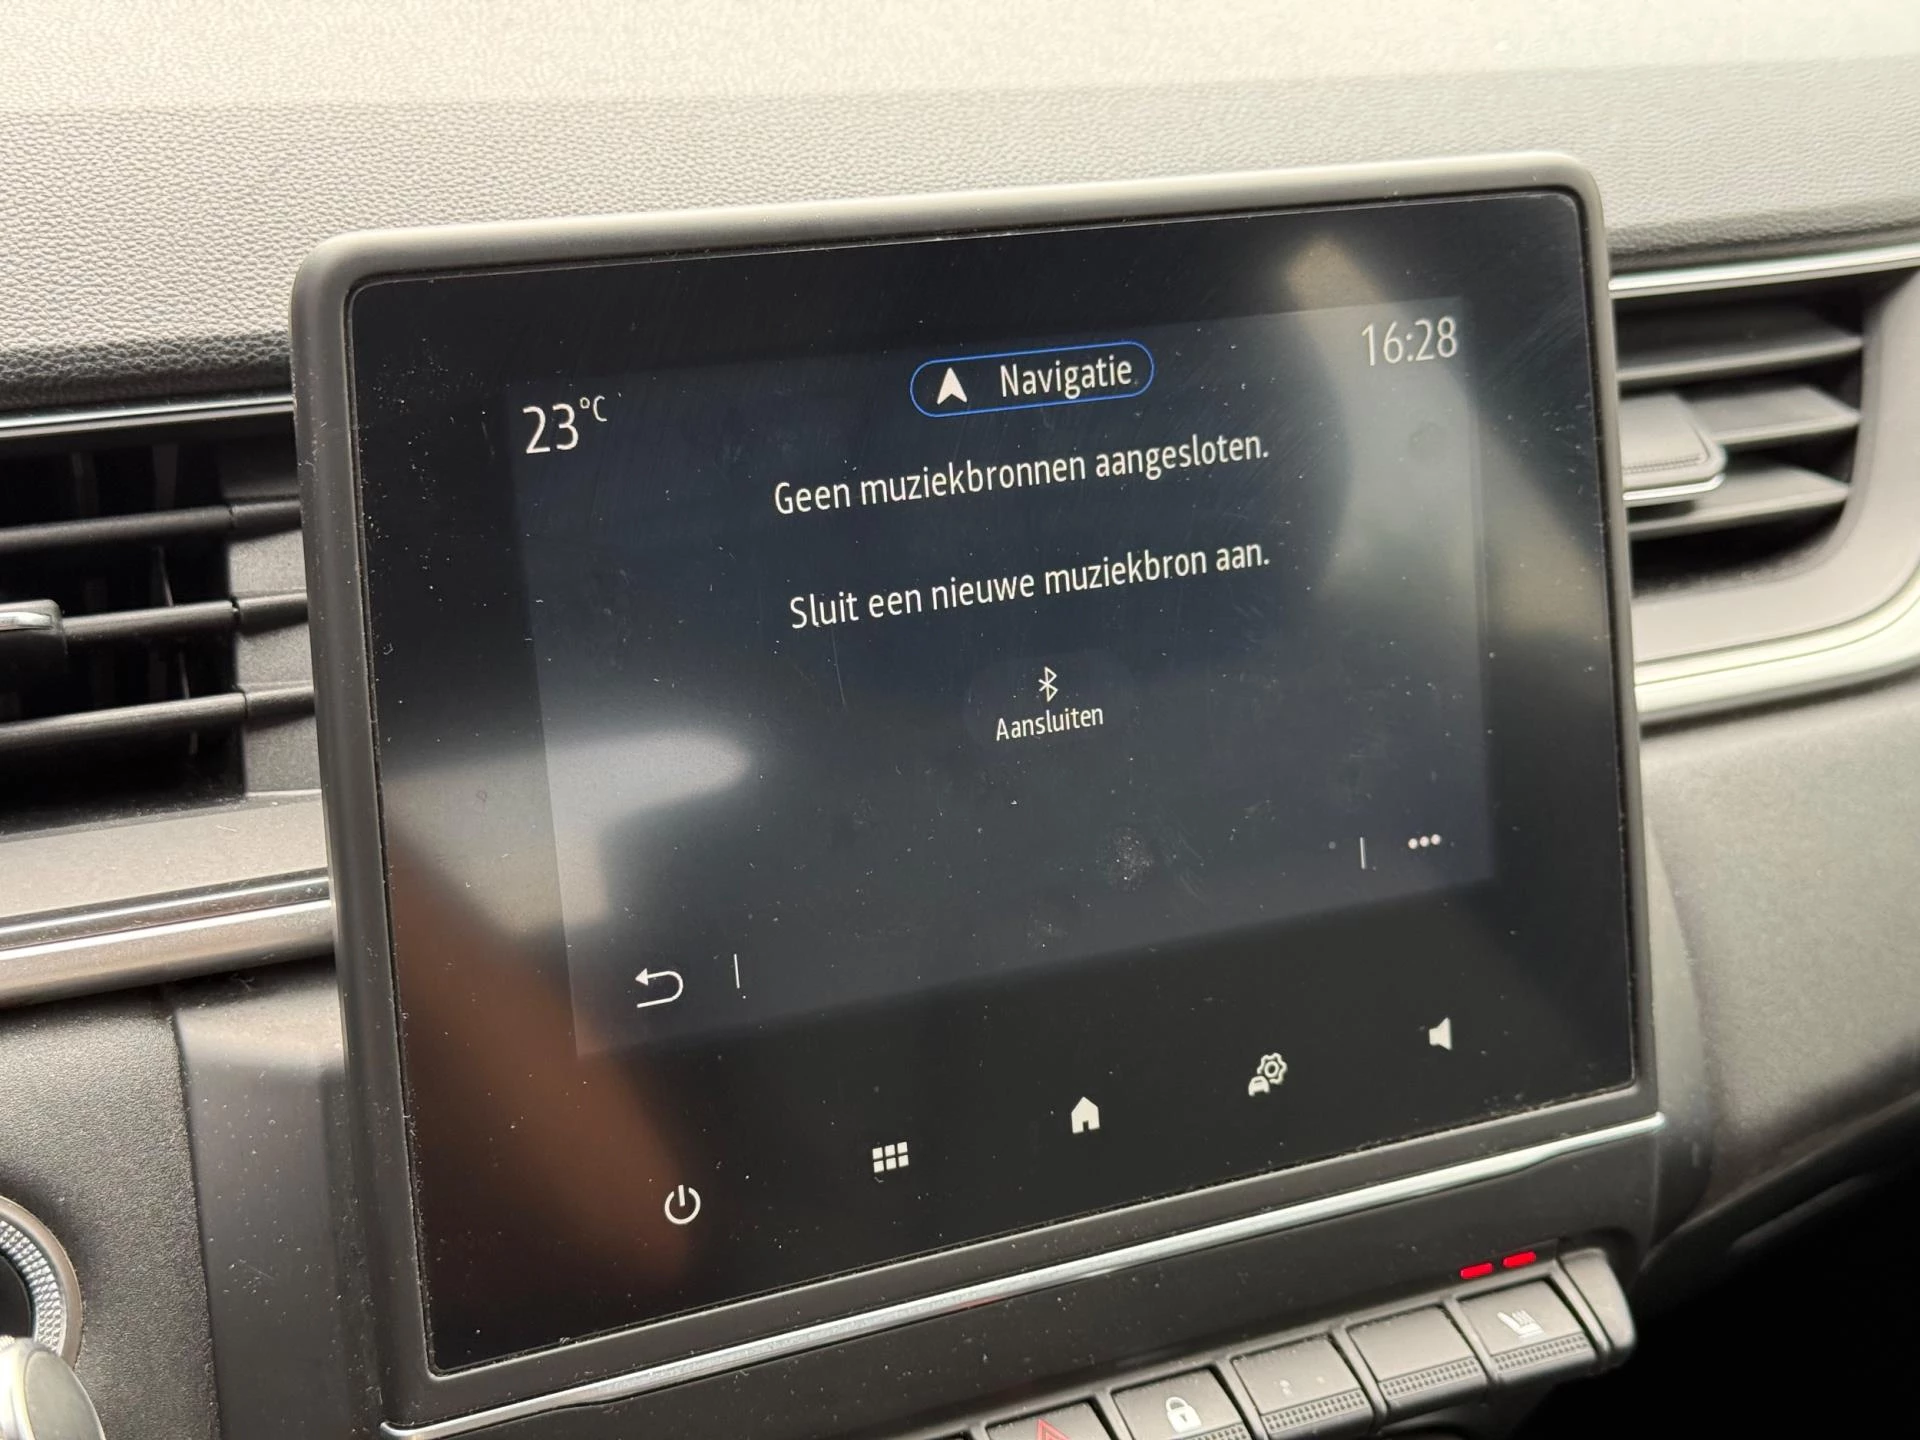 23°C
Navigatie
16:28
Geen muziekbronnen aangesloten.
Sluit een nieuwe muziekbron aan.
Aansluiten